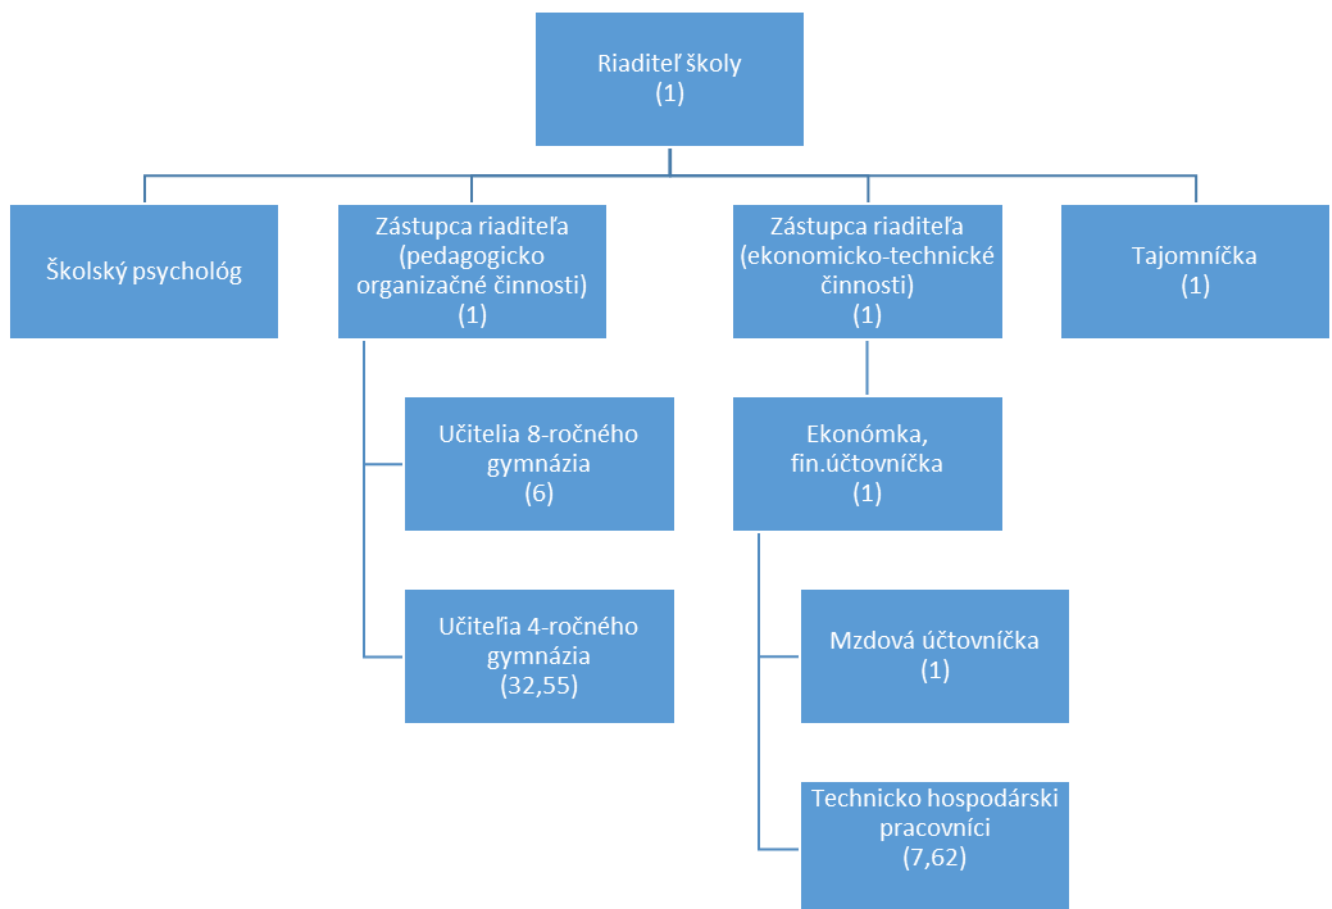 Riaditeľ školy
(1)
Školský psychológ
Zástupca riaditeľa
(pedagogicko
organizačné činnosti)
(1)
Zástupca riaditeľa
(ekonomicko-technické
činnosti)
(1)
Tajomníčka
(1)
Učitelia 8-ročného
gymnázia
(6)
Učiteľia 4-ročného
gymnázia
(32,55)
Ekonómka,
fin.účtovníčka
(1)
Mzdová účtovníčka
(1)
Technicko hospodárski
pracovníci
(7,62)